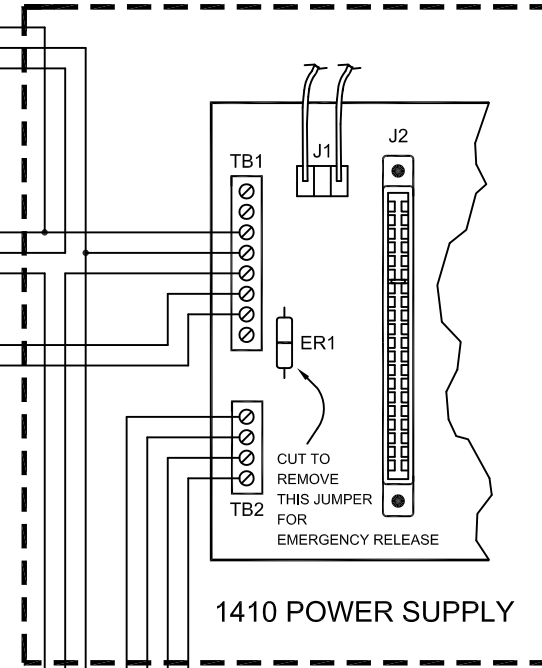 J1
J2
TB1
ER1
CUT TO
REMOVE
THIS JUMPER
FOR
EMERGENCY RELEASE
TB2
1410 POWER SUPPLY